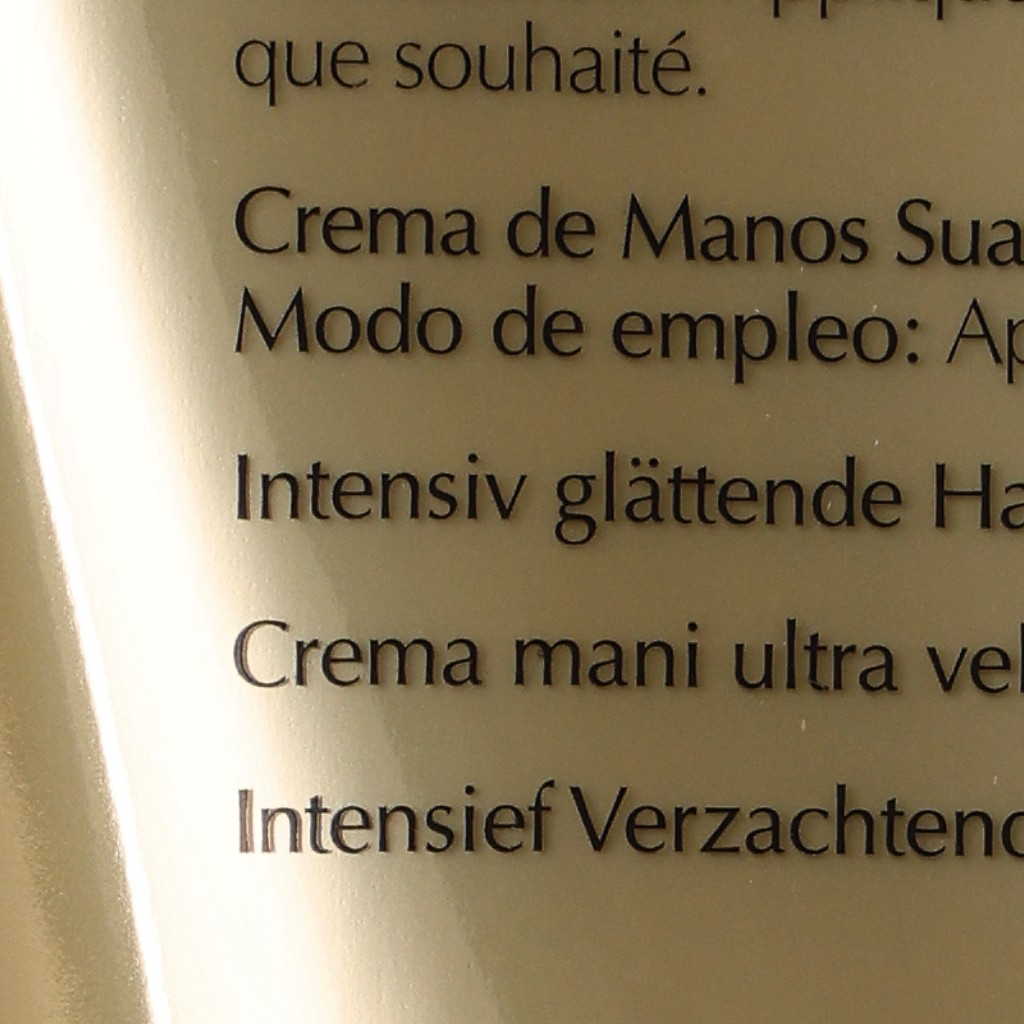 que souhaité.
Crema de Manos
Modo de empleo:
Intensiv glättende
Crema mani ultra
Intensief